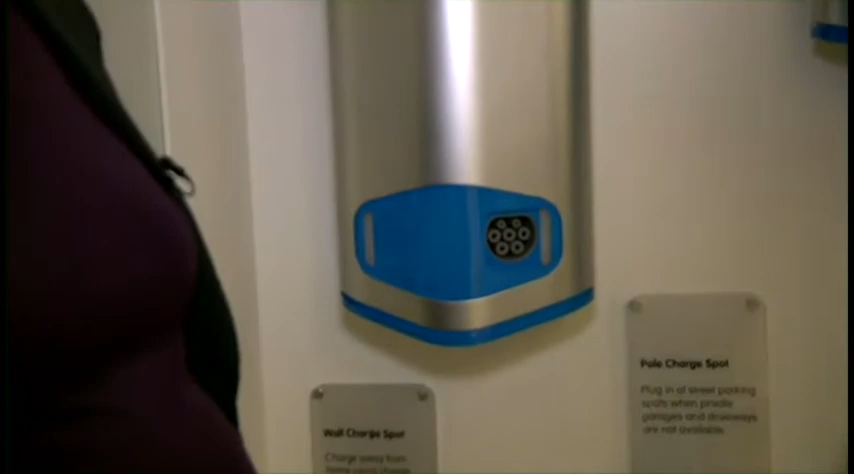 Wall Charge Spot
Charge away from
Pole Charge Spot
Plug in at street parking
spots when private
garages and driveways
are not available.